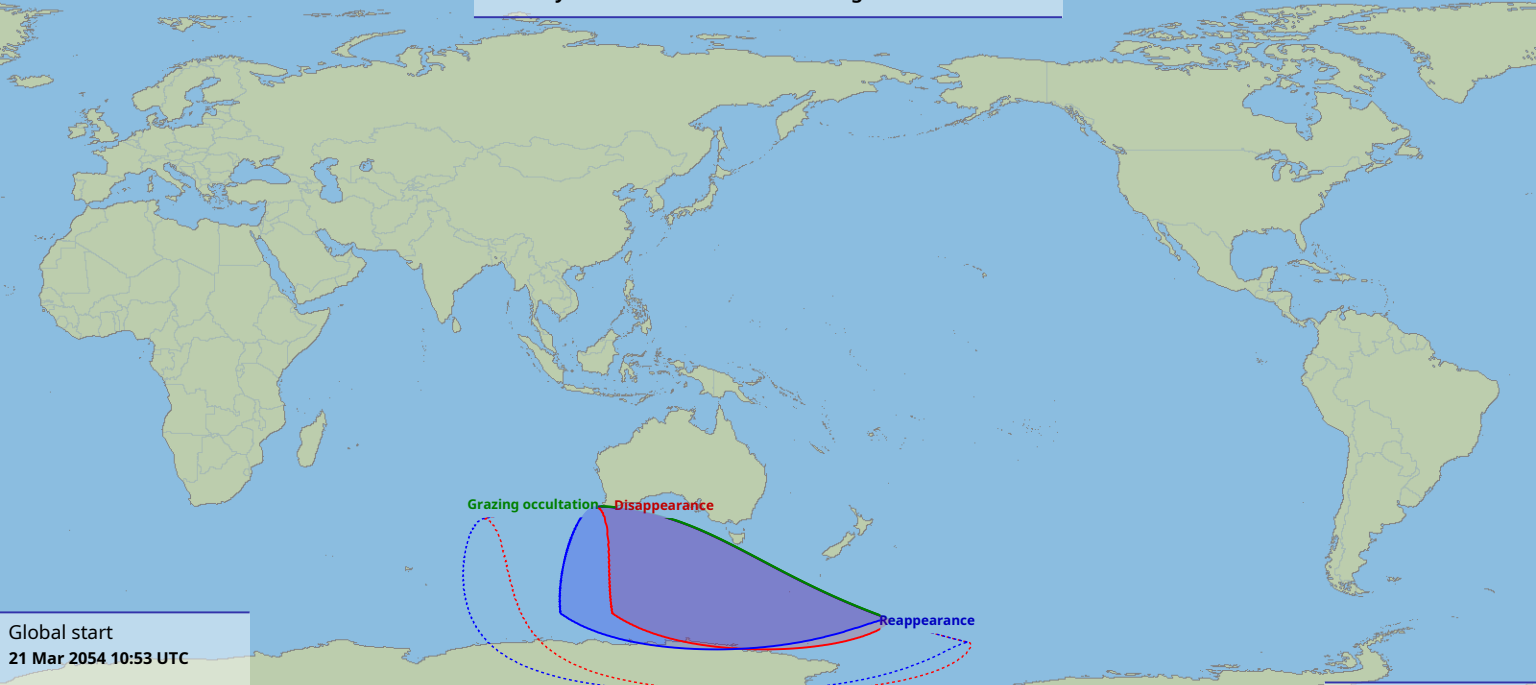 Grazing occultation
Disappearance
Reappearance
Global start
21 Mar 2054 10:53 UTC